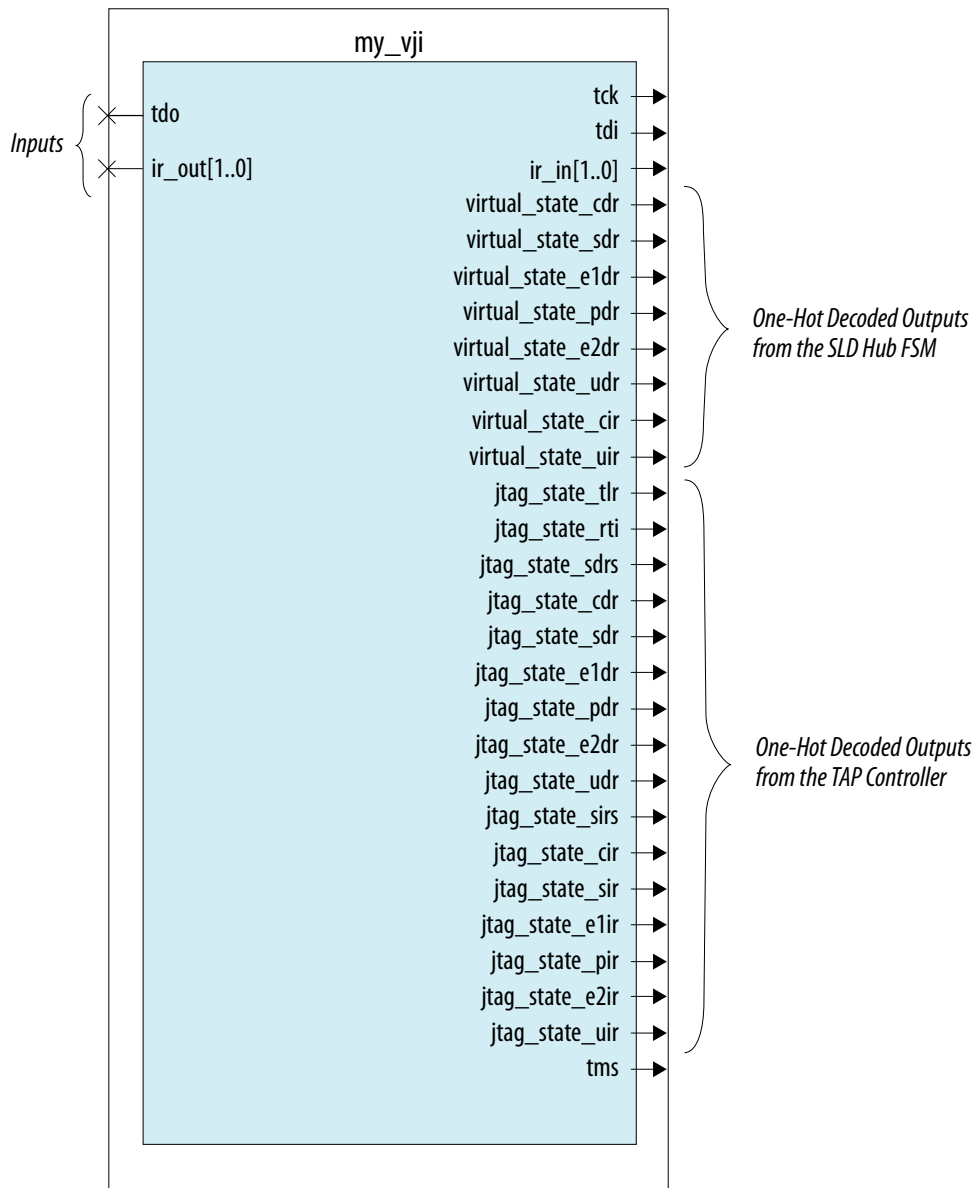 my_vji
Inputs
tdo
ir_out[1..0]
tck
tdi
ir_in[1..0]
virtual_state_cdr
virtual_state_sdr
virtual_state_e1dr
virtual_state_pdr
virtual_state_e2dr
virtual_state_udr
virtual_state_cir
virtual_state_uir
One-Hot Decoded Outputs
from the SLD Hub FSM
jtag_state_tlr
jtag_state_rti
jtag_state_sdrs
jtag_state_cdr
jtag_state_sdr
jtag_state_e1dr
jtag_state_pdr
jtag_state_e2dr
jtag_state_udr
jtag_state_sirs
jtag_state_cir
jtag_state_sir
jtag_state_e1ir
jtag_state_pir
jtag_state_e2ir
jtag_state_uir
One-Hot Decoded Outputs
from the TAP Controller
tms